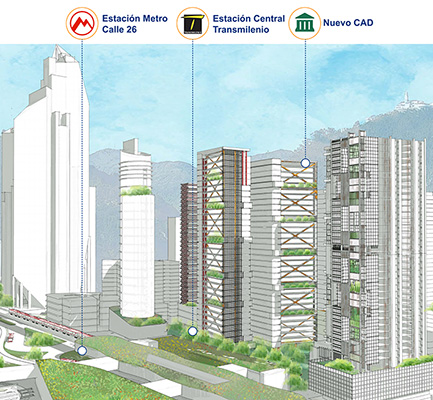 Estación Metro
Calle 26
Estación Central
Transmilenio
Nuevo CAD